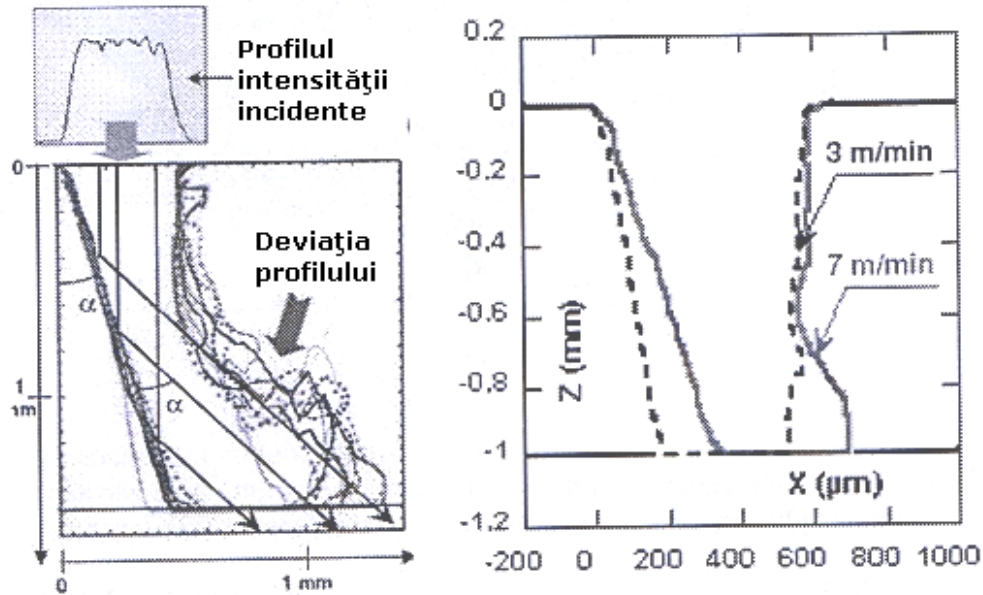 Profilul
intensităţii
incidente
0
Deviaţia
profilului
α
α
1
0
1 mm
0.2
0
-0.2
-0,4
-0.6
-0.8
-1
-1.2
Z (mm)
3 m/min
7 m/min
X (µm)
-200
0
200
400
600
800
1000